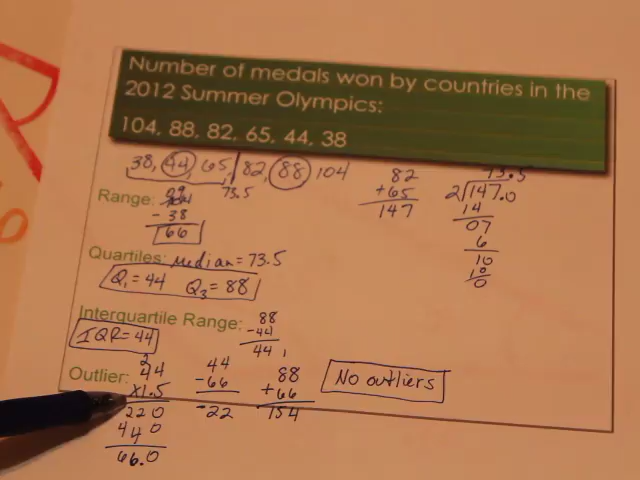 Number of medals won by countries in the
2012 Summer Olympics:
104, 88, 82, 65, 44, 38
38, 44, 65, 82, 88 104
73.5
Range:
- 38
66
82
+65
147
73.5
2 147.0
14
07
6
10
10
0
Quartiles: median = 73.5
Q1 = 44 Q3 = 88
Interquartile Range:
IQR = 44
88
-44
44
Outlier:
2
44
x1.5
220
440
66.0
44
-66
-22
88
+66
154
No outliers